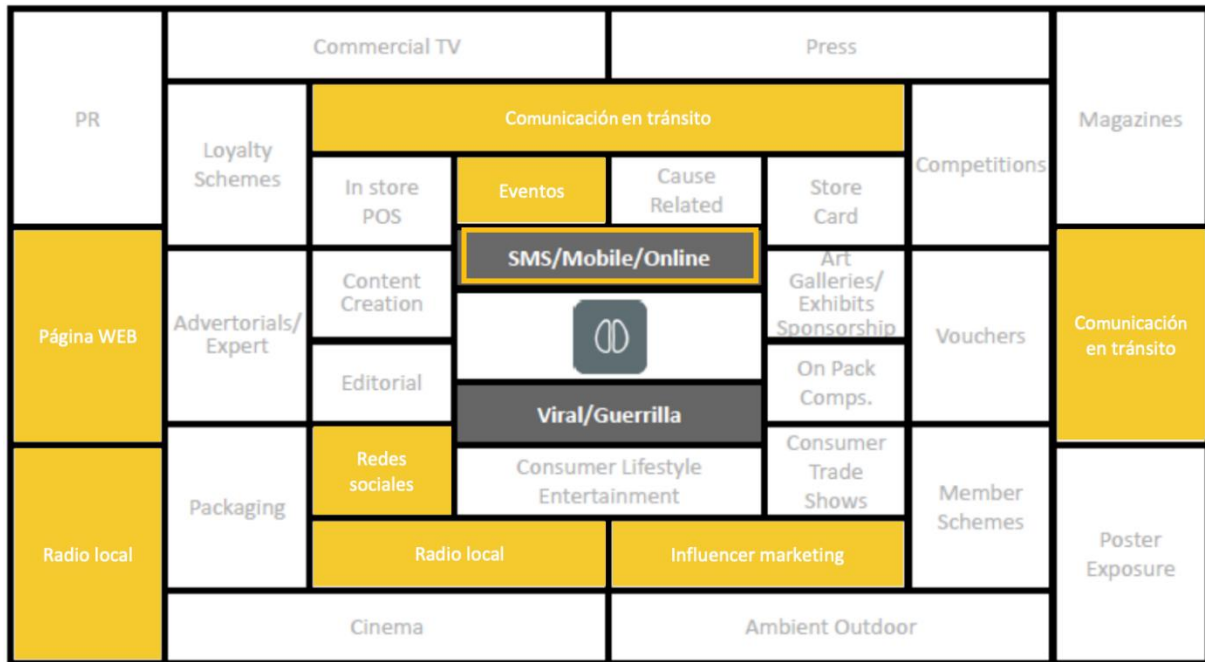 Commercial TV
Press
PR
Comunicación en tránsito
Magazines
Loyalty
Schemes
Competitions
In store
POS
Eventos
Cause
Related
Store
Card
SMS/Mobile/Online
Art
Galleries/
Exhibits
Sponsorship
Content
Creation
Página WEB
Advertorials/
Expert
Vouchers
Comunicación
en tránsito
Editorial
On Pack
Comps.
Viral/Guerrilla
Redes
sociales
Consumer Lifestyle
Entertainment
Consumer
Trade
Shows
Packaging
Member
Schemes
Radio local
Radio local
Influencer marketing
Poster
Exposure
Cinema
Ambient Outdoor